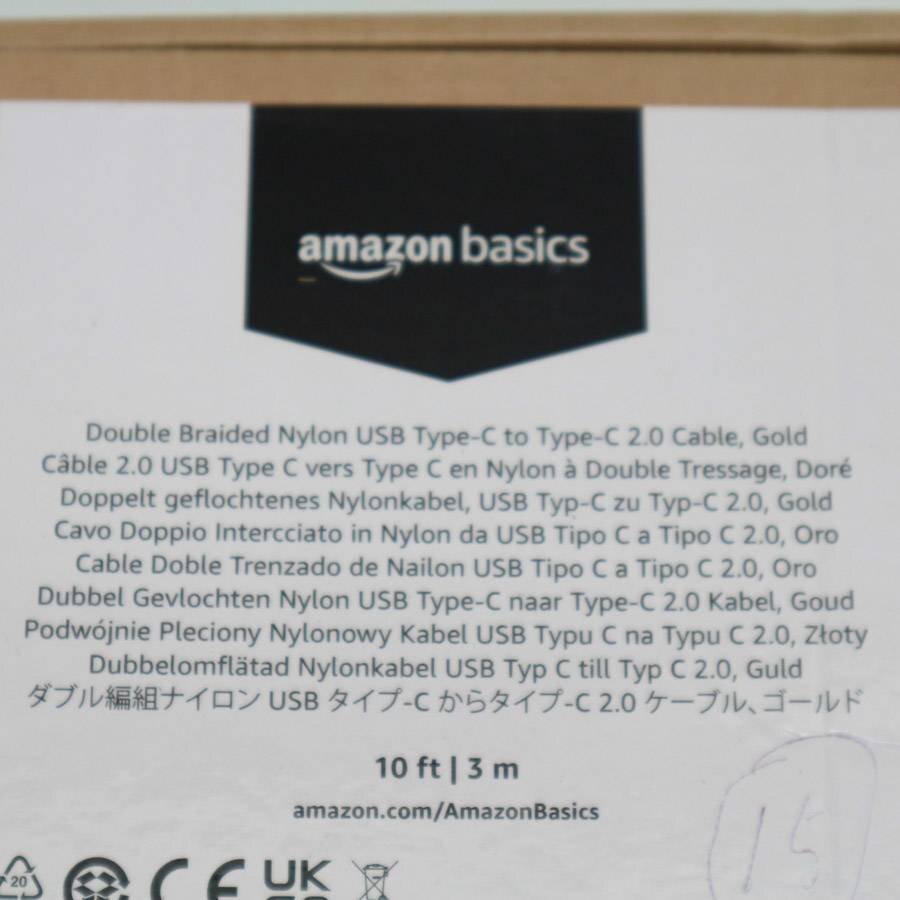 amazon basics
Double Braided Nylon USB Type-C to Type-C 2.0 Cable, Gold
Câble 2.0 USB Type C vers Type C en Nylon à Double Tressage, Doré
Doppelt geflochtenes Nylonkabel, USB Typ-C zu Typ-C 2.0, Gold
Cavo Doppio Intercciato in Nylon da USB Tipo C a Tipo C 2.0, Oro
Cable Doble Trenzado de Nailon USB Tipo C a Tipo C 2.0, Oro
Dubbel Gevlochten Nylon USB Type-C naar Type-C 2.0 Kabel, Goud
Podwójnie Pleciony Nylonowy Kabel USB Typu C na Typu C 2.0, Złoty
Dubbelomflätad Nylonkabel USB Typ C till Typ C 2.0, Guld
ダブル編組ナイロン USB タイプ-C からタイプ-C 2.0 ケーブル、ゴールド
10 ft | 3 m
amazon.com/AmazonBasics
15
20 CE UK